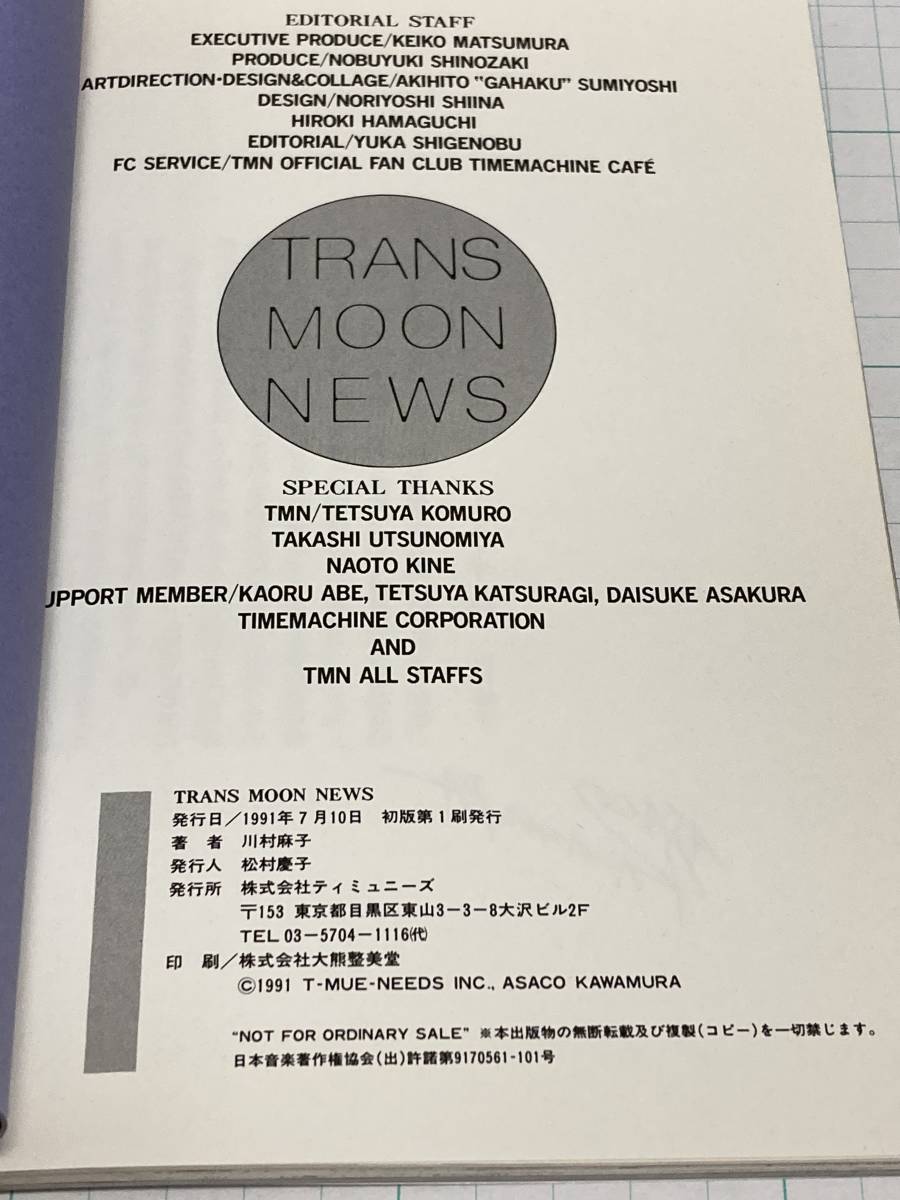 EDITORIAL STAFF
EXECUTIVE PRODUCE/KEIKO MATSUMURA
PRODUCE/NOBUYUKI SHINOZAKI
ARTDIRECTION·DESIGN&COLLAGE/AKIHITO "GAHAKU" SUMIYOSHI
DESIGN/NORIYOSHI SHIINA
HIROKI HAMAGUCHI
EDITORIAL/YUKA SHIGENOBU
FC SERVICE/TMN OFFICIAL FAN CLUB TIMEMACHINE CAFÉ
TRANS
MOON
NEWS
SPECIAL THANKS
TMN/TETSUYA KOMURO
TAKASHI UTSUNOMIYA
NAOTO KINE
UPPORT MEMBER/KAORU ABE, TETSUYA KATSURAGI, DAISUKE ASAKURA
TIMEMACHINE CORPORATION
AND
TMN ALL STAFFS
TRANS MOON NEWS
発行日／1991年7月10日 初版第1刷発行
著 者 川村麻子
発行人 松村慶子
発行所 株式会社ティミュニーズ
〒153 東京都目黒区東山3－3－8大沢ビル2F
TEL 03－5704－1116㈹
印 刷／株式会社大熊整美堂
©1991 T-MUE-NEEDS INC., ASACO KAWAMURA
"NOT FOR ORDINARY SALE" ※本出版物の無断転載及び複製(コピー)を一切禁じます。
日本音楽著作権協会(出)許諾第9170561-101号